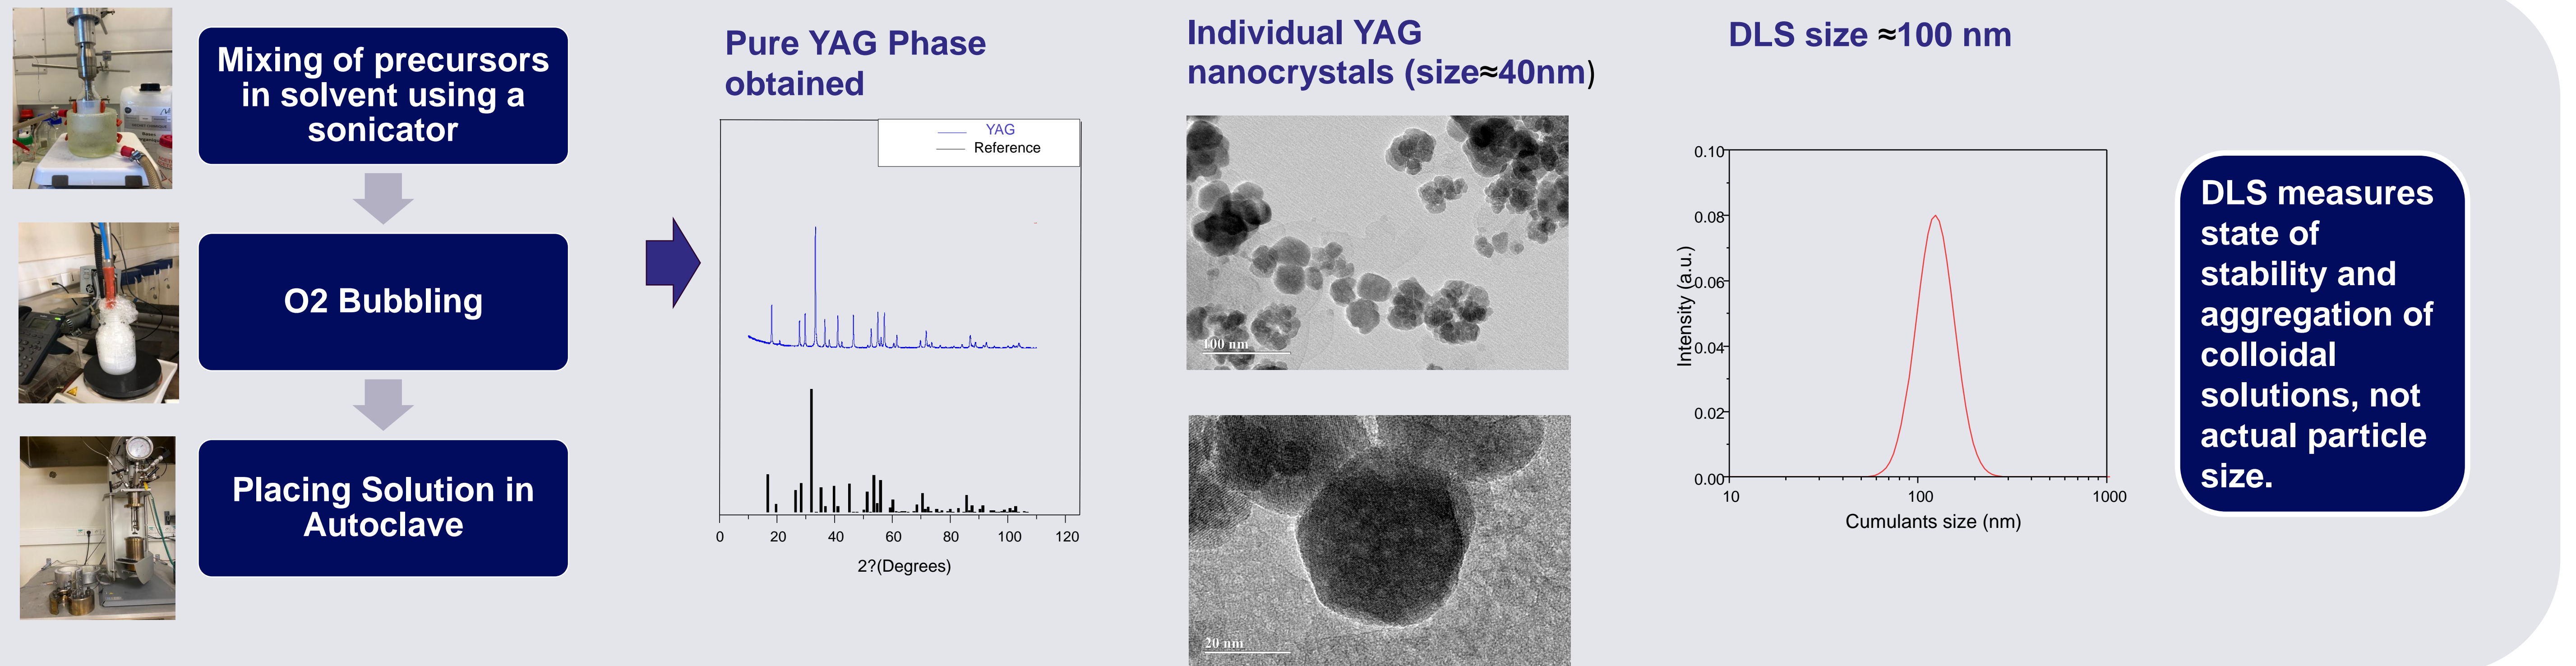 Mixing of precursors
in solvent using a
sonicator
O2 Bubbling
Placing Solution in
Autoclave
Pure YAG Phase
obtained
YAG
Reference
0 20 40 60 80 100 120
2?(Degrees)
Individual YAG
nanocrystals (size≈40nm)
100 nm
20 nm
DLS size ≈100 nm
0.10
0.08
0.06
0.04
0.02
0.00
Intensity (a.u.)
10 100 1000
Cumulants size (nm)
DLS measures
state of
stability and
aggregation of
colloidal
solutions, not
actual particle
size.